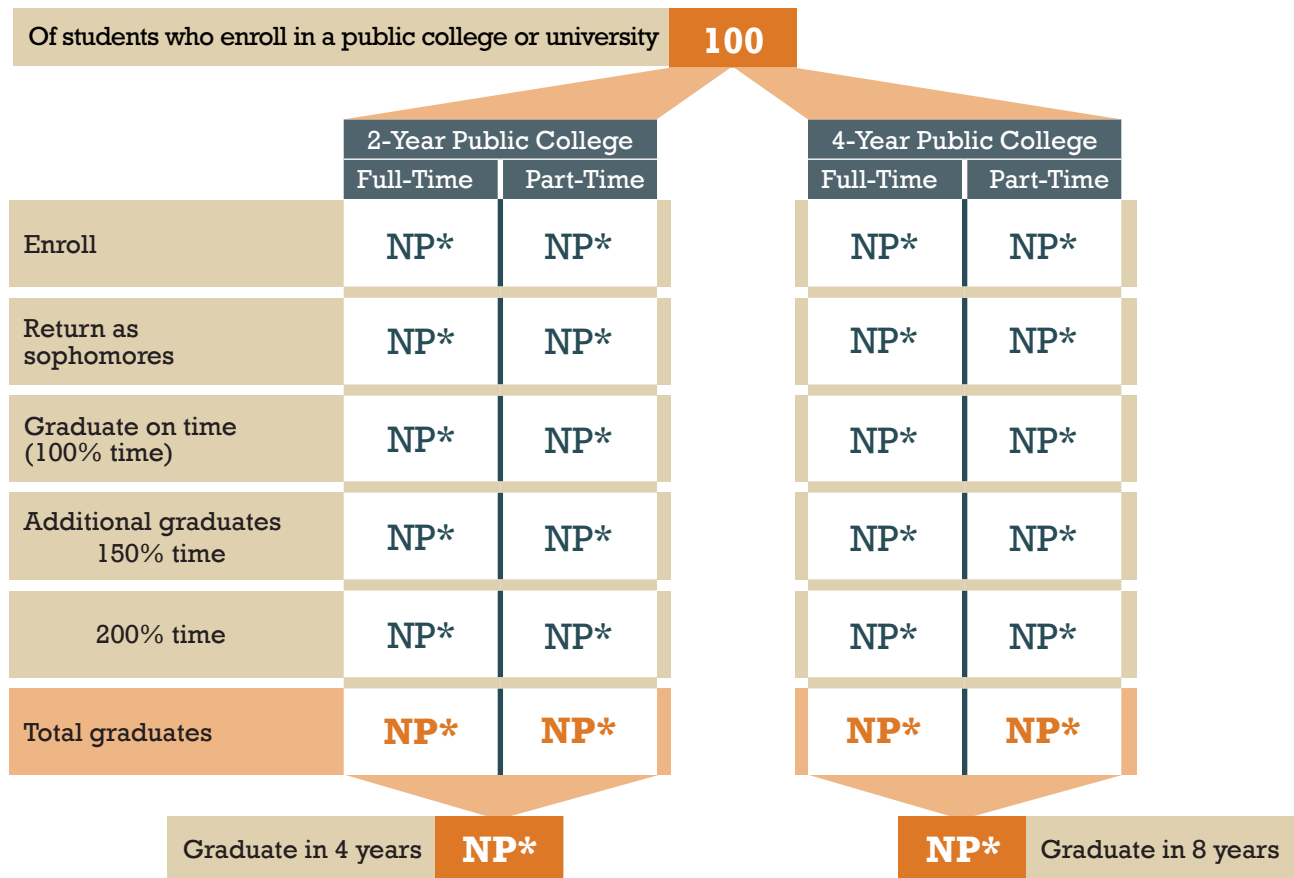 Of students who enroll in a public college or university 100
2-Year Public College 4-Year Public College
Full-Time Part-Time Full-Time Part-Time
Enroll NP* NP* NP* NP*
Return as
sophomores NP* NP* NP* NP*
Graduate on time
(100% time) NP* NP* NP* NP*
Additional graduates
150% time NP* NP* NP* NP*
200% time NP* NP* NP* NP*
Total graduates NP* NP* NP* NP*
Graduate in 4 years NP* NP* Graduate in 8 years